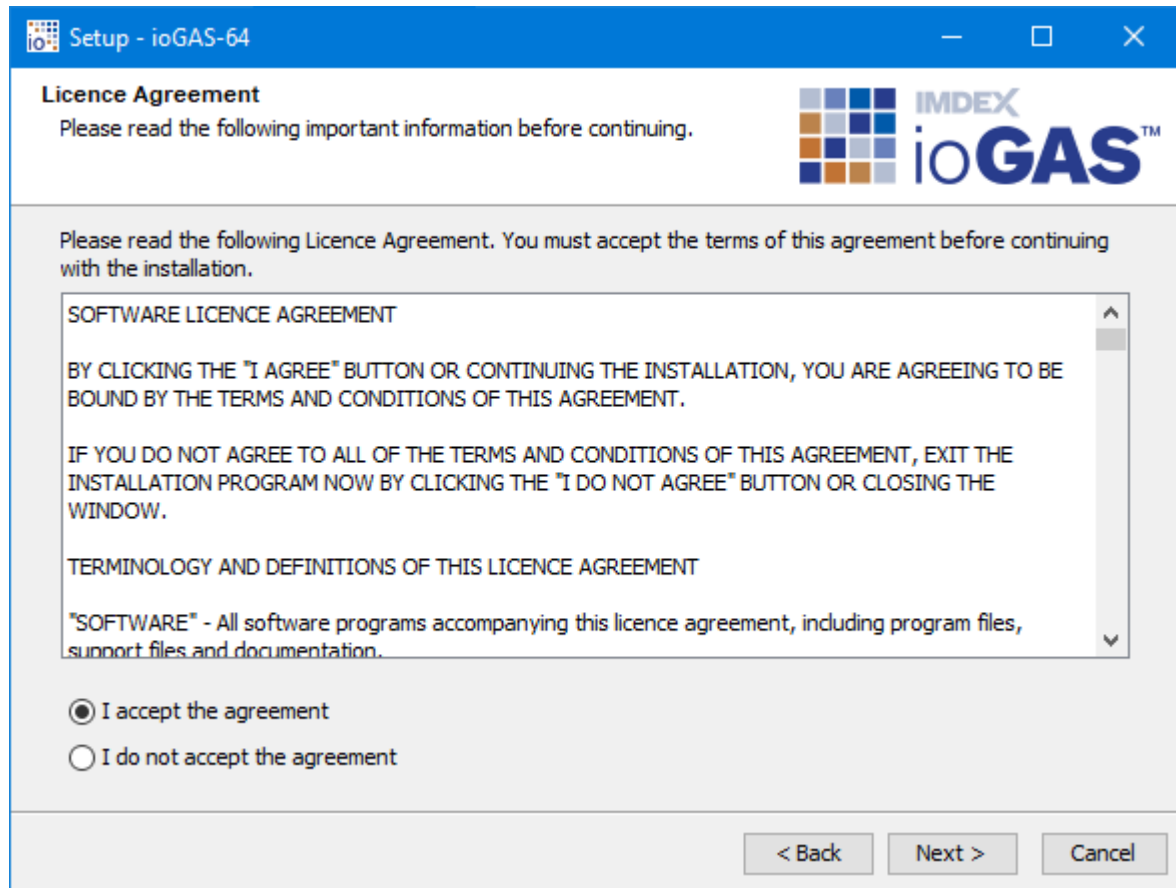 io
Setup - ioGAS-64
Licence Agreement
Please read the following important information before continuing.
IMDEX
ioGAS™
Please read the following Licence Agreement. You must accept the terms of this agreement before continuing
with the installation.
SOFTWARE LICENCE AGREEMENT
BY CLICKING THE "I AGREE" BUTTON OR CONTINUING THE INSTALLATION, YOU ARE AGREEING TO BE
BOUND BY THE TERMS AND CONDITIONS OF THIS AGREEMENT.
IF YOU DO NOT AGREE TO ALL OF THE TERMS AND CONDITIONS OF THIS AGREEMENT, EXIT THE
INSTALLATION PROGRAM NOW BY CLICKING THE "I DO NOT AGREE" BUTTON OR CLOSING THE
WINDOW.
TERMINOLOGY AND DEFINITIONS OF THIS LICENCE AGREEMENT
"SOFTWARE" - All software programs accompanying this licence agreement, including program files,
support files and documentation.
I accept the agreement
I do not accept the agreement
< Back
Next >
Cancel